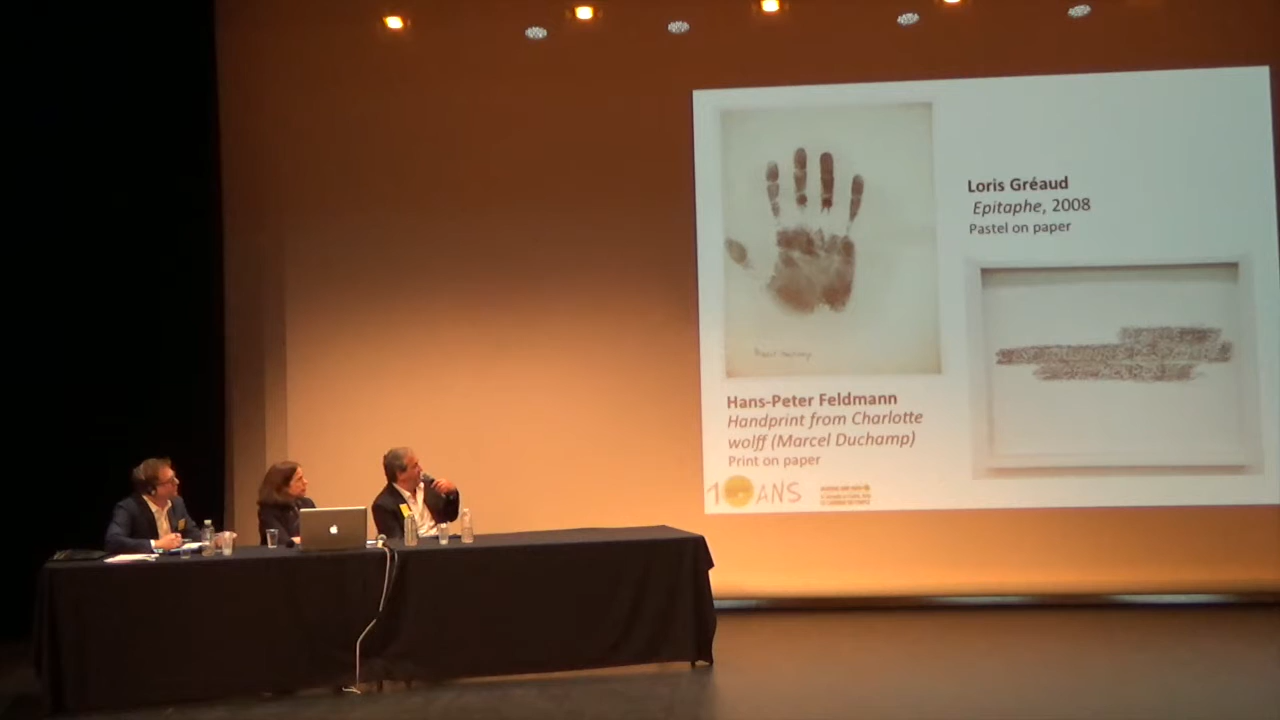 Loris Gréaud
Epitaphe, 2008
Pastel on paper
Hans-Peter Feldmann
Handprint from Charlotte
wolff (Marcel Duchamp)
Print on paper
10 ANS